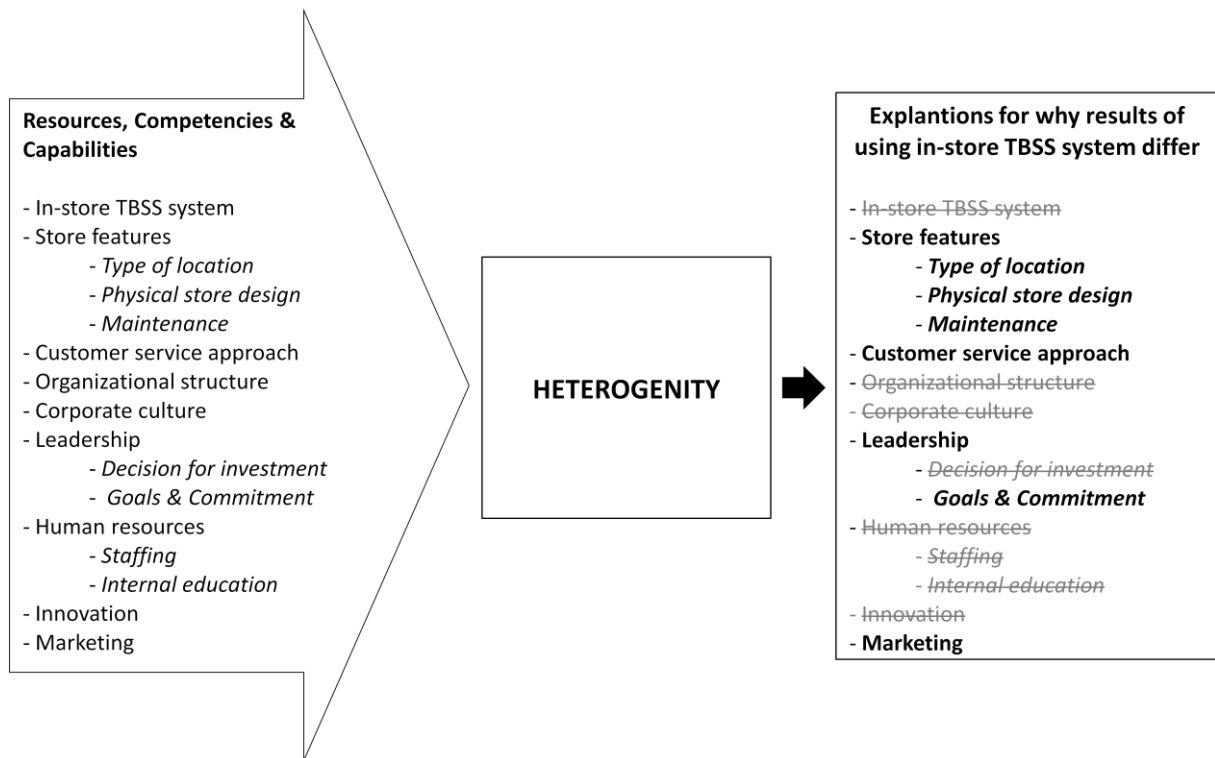 Resources, Competencies &
Capabilities
- In-store TBSS system
- Store features
- Type of location
- Physical store design
- Maintenance
- Customer service approach
- Organizational structure
- Corporate culture
- Leadership
- Decision for investment
- Goals & Commitment
- Human resources
- Staffing
- Internal education
- Innovation
- Marketing
HETEROGENITY
Explantions for why results of
using in-store TBSS system differ
- In-store TBSS system
- Store features
- Type of location
- Physical store design
- Maintenance
- Customer service approach
- Organizational structure
- Corporate culture
- Leadership
- Decision for investment
- Goals & Commitment
- Human resources
- Staffing
- Internal education
- Innovation
- Marketing